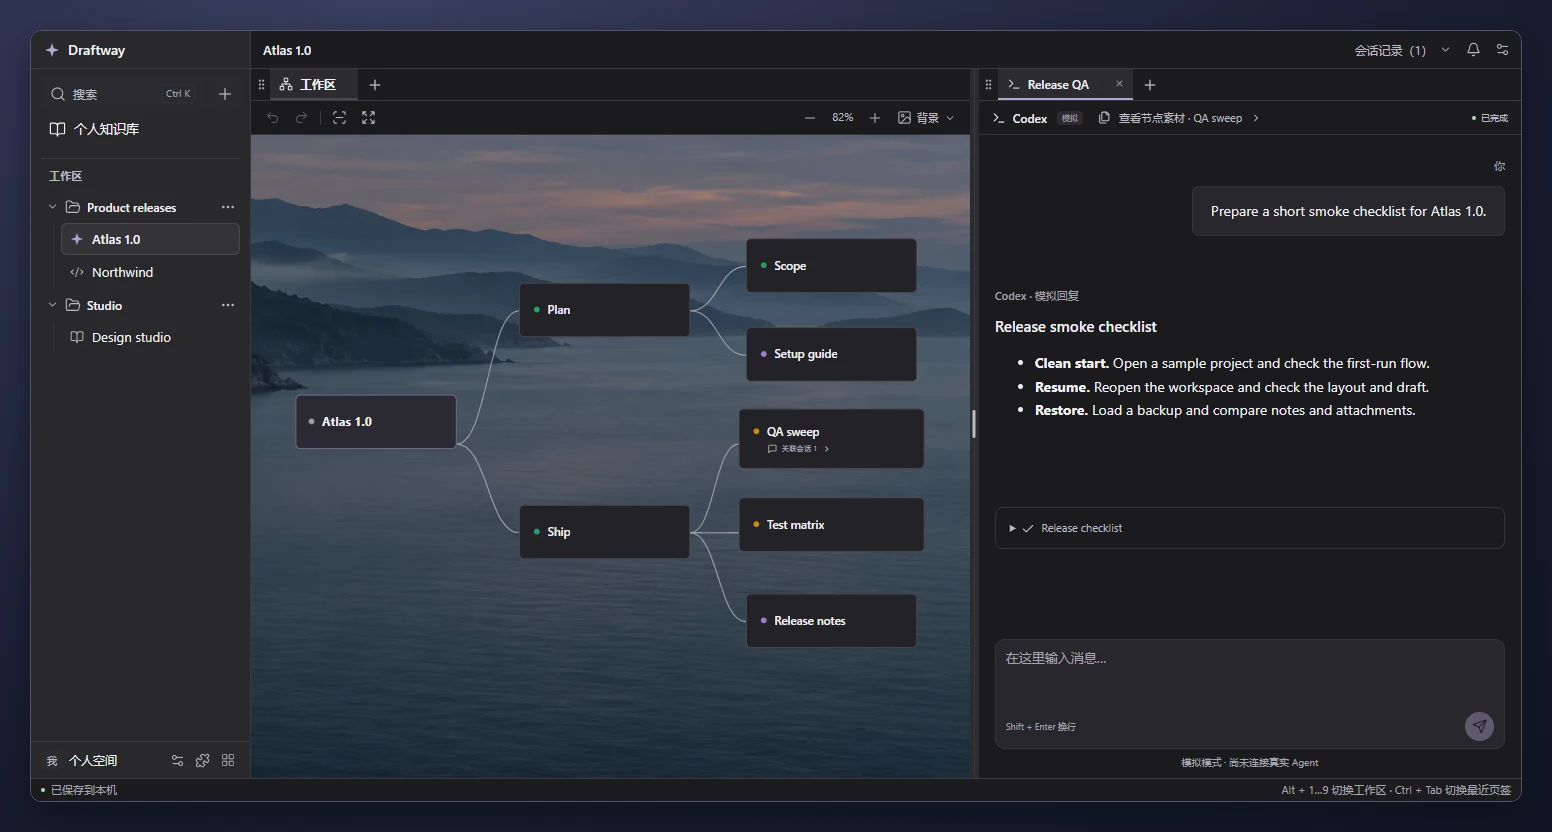 Draftway
Atlas 1.0
会话记录 (1)
搜索
Ctrl K
个人知识库
工作区
Product releases
Atlas 1.0
Northwind
Studio
Design studio
我 个人空间
已保存到本机
工作区
82%
背景
Atlas 1.0
Plan
Ship
Scope
Setup guide
QA sweep
关联会话 1
Test matrix
Release notes
Release QA
Codex 模拟 查看节点素材 · QA sweep
已完成
你
Prepare a short smoke checklist for Atlas 1.0.
Codex · 模拟回复
Release smoke checklist
Clean start. Open a sample project and check the first-run flow.
Resume. Reopen the workspace and check the layout and draft.
Restore. Load a backup and compare notes and attachments.
Release checklist
在这里输入消息...
Shift + Enter 换行
模拟模式 · 尚未连接真实 Agent
Alt + 1...9 切换工作区 · Ctrl + Tab 切换最近页签